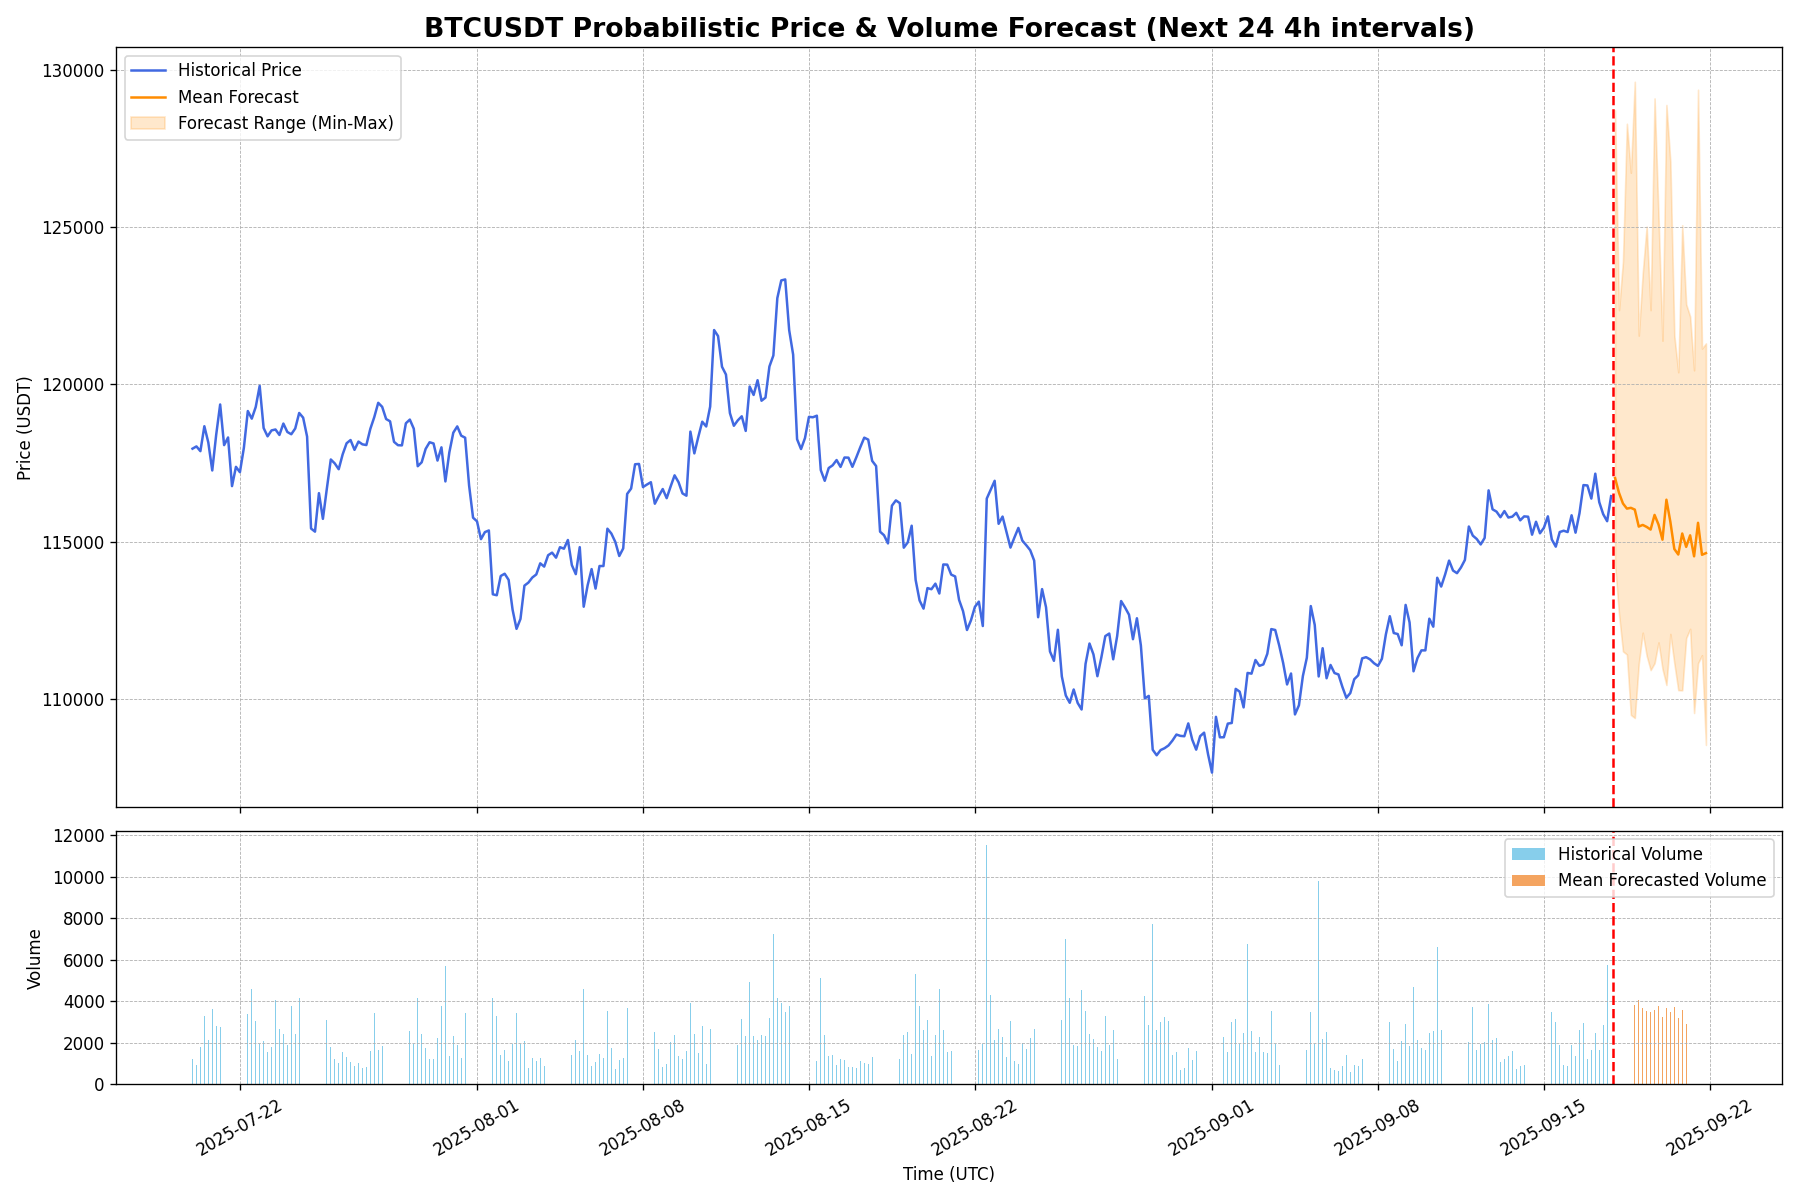 BTCUSDT Probabilistic Price & Volume Forecast (Next 24 4h intervals)
Historical Price
Mean Forecast
Forecast Range (Min-Max)
130000
125000
120000
115000
110000
Price (USDT)
Historical Volume
Mean Forecasted Volume
12000
10000
8000
6000
4000
2000
0
Volume
2025-07-22
2025-08-01
2025-08-08
2025-08-15
2025-08-22
2025-09-01
2025-09-08
2025-09-15
2025-09-22
Time (UTC)